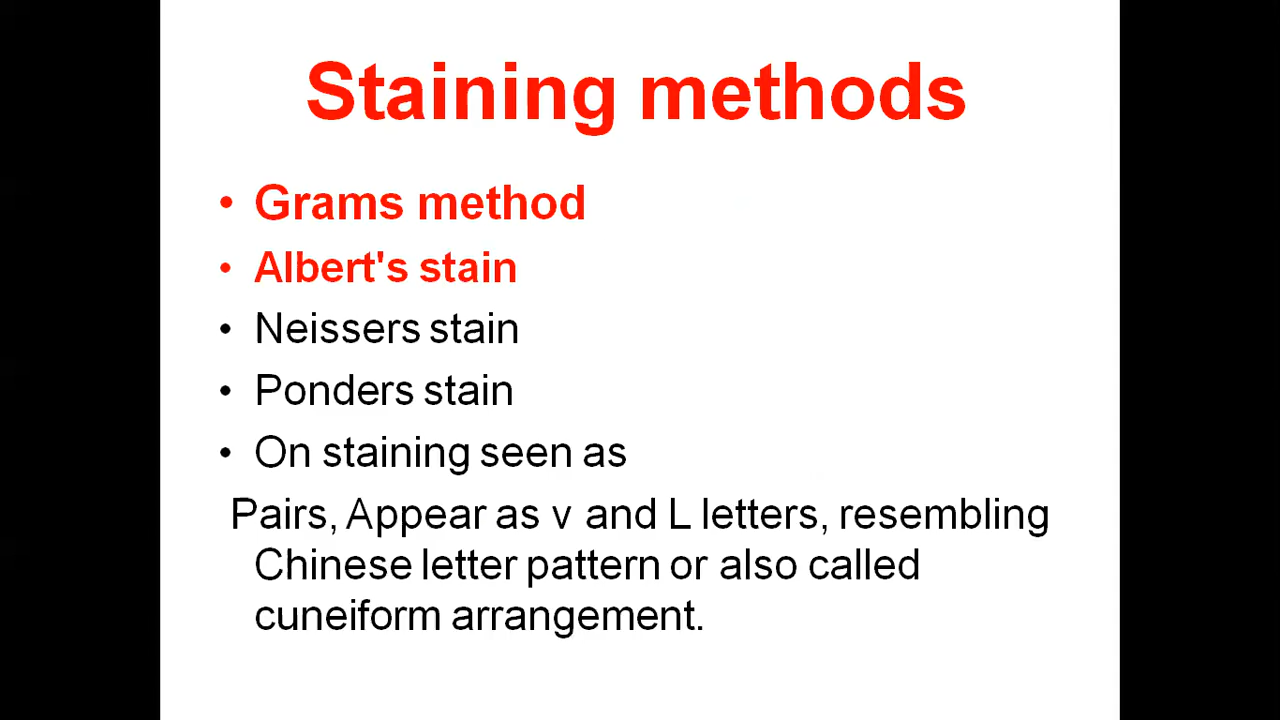 Staining methods
• Grams method
• Albert's stain
• Neissers stain
• Ponders stain
• On staining seen as
Pairs, Appear as v and L letters, resembling
Chinese letter pattern or also called
cuneiform arrangement.